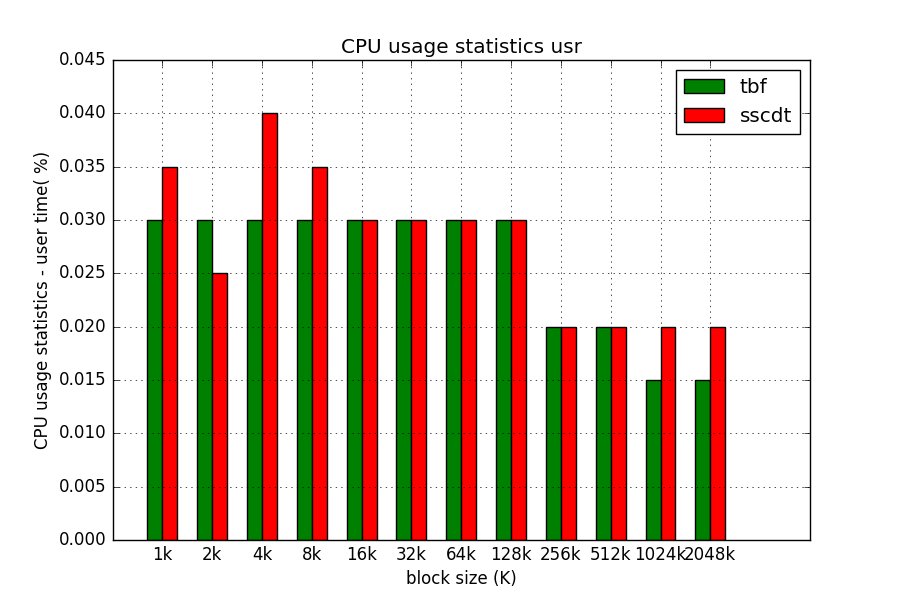 CPU usage statistics usr
tbf
sscdt
0.045
0.040
0.035
0.030
0.025
0.020
0.015
0.010
0.005
0.000
CPU usage statistics - user time( %)
1k 2k 4k 8k 16k 32k 64k 128k 256k 512k 1024k 2048k
block size (K)